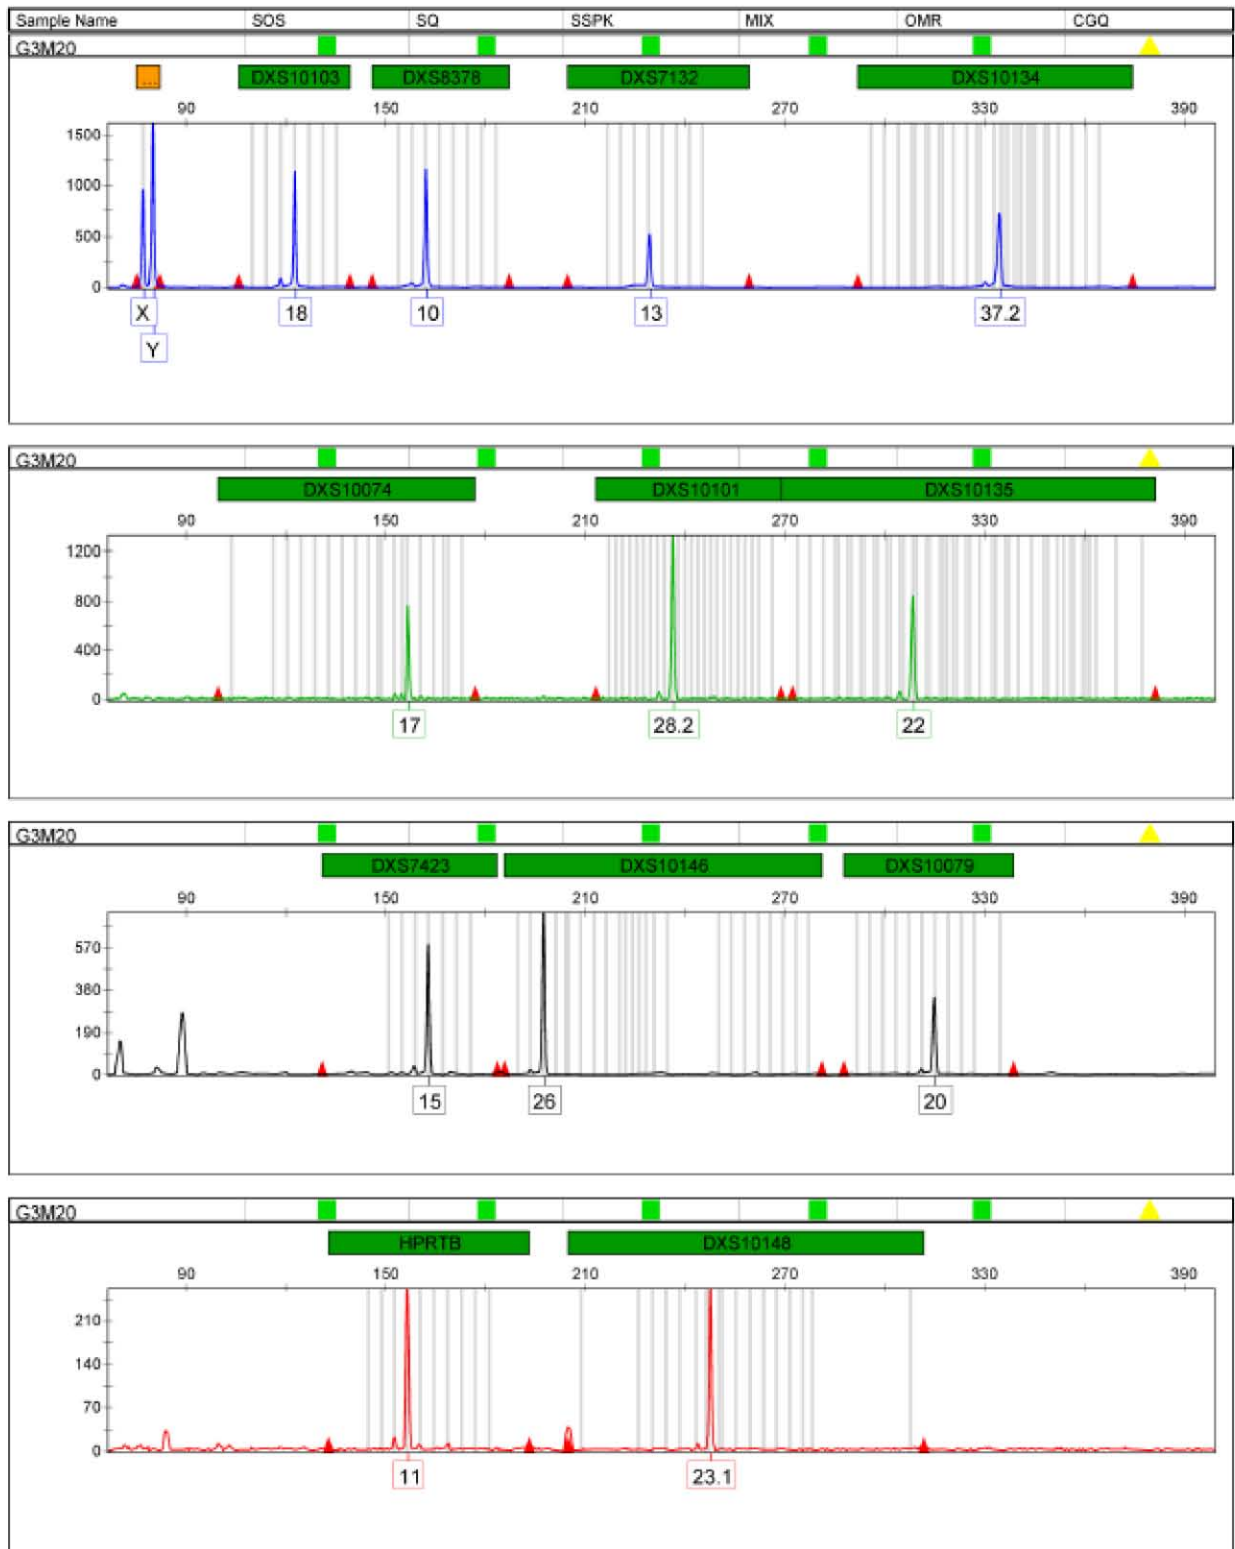 Sample Name SOS SQ SSPK MIX OMR CGQ
G3M20
... DXS10103 DXS8378 DXS7132 DXS10134
90 150 210 270 330 390
1500
1000
500
0
X 18 10 13 37.2
Y
G3M20
DXS10074 DXS10101 DXS10135
90 150 210 270 330 390
1200
800
400
0
17 28.2 22
G3M20
DXS7423 DXS10146 DXS10079
90 150 210 270 330 390
570
380
190
0
15 26 20
G3M20
HPRTB DXS10148
90 150 210 270 330 390
210
140
70
0
11 23.1